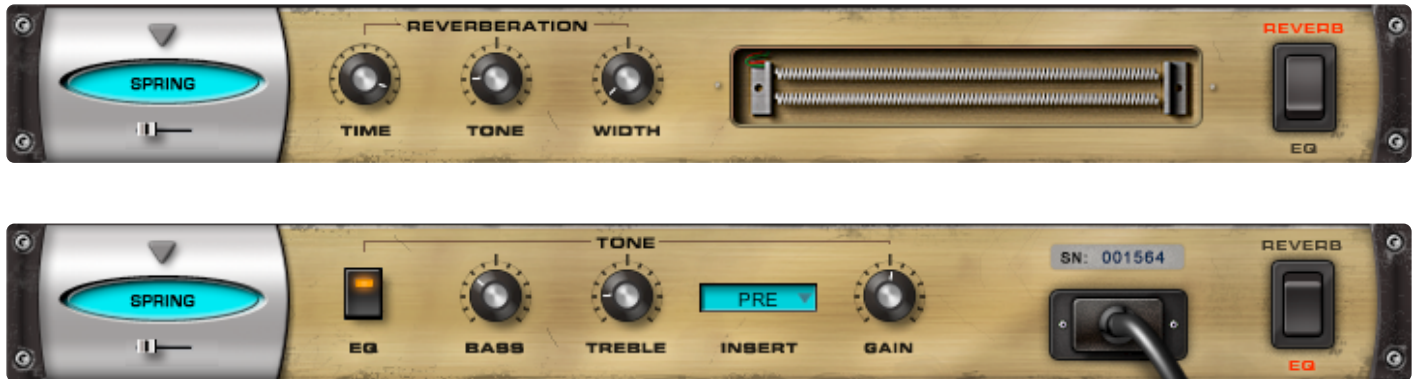 REVERBERATION
REVERB
SPRING
TIME TONE WIDTH
EQ
TONE
REVERB
SN: 001564
SPRING
PRE
EQ BASS TREBLE INSERT GAIN
EQ